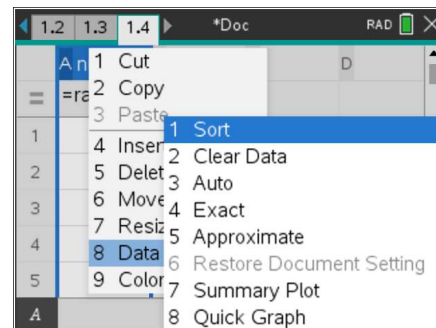 1.2 1.3 1.4 *Doc RAD
A n D
=ra
1 Cut
2 Copy
3 Paste
4 Inser
5 Delet
6 Move
7 Resiz
8 Data
9 Color
1 Sort
2 Clear Data
3 Auto
4 Exact
5 Approximate
6 Restore Document Setting
7 Summary Plot
8 Quick Graph
1
2
3
4
5
A